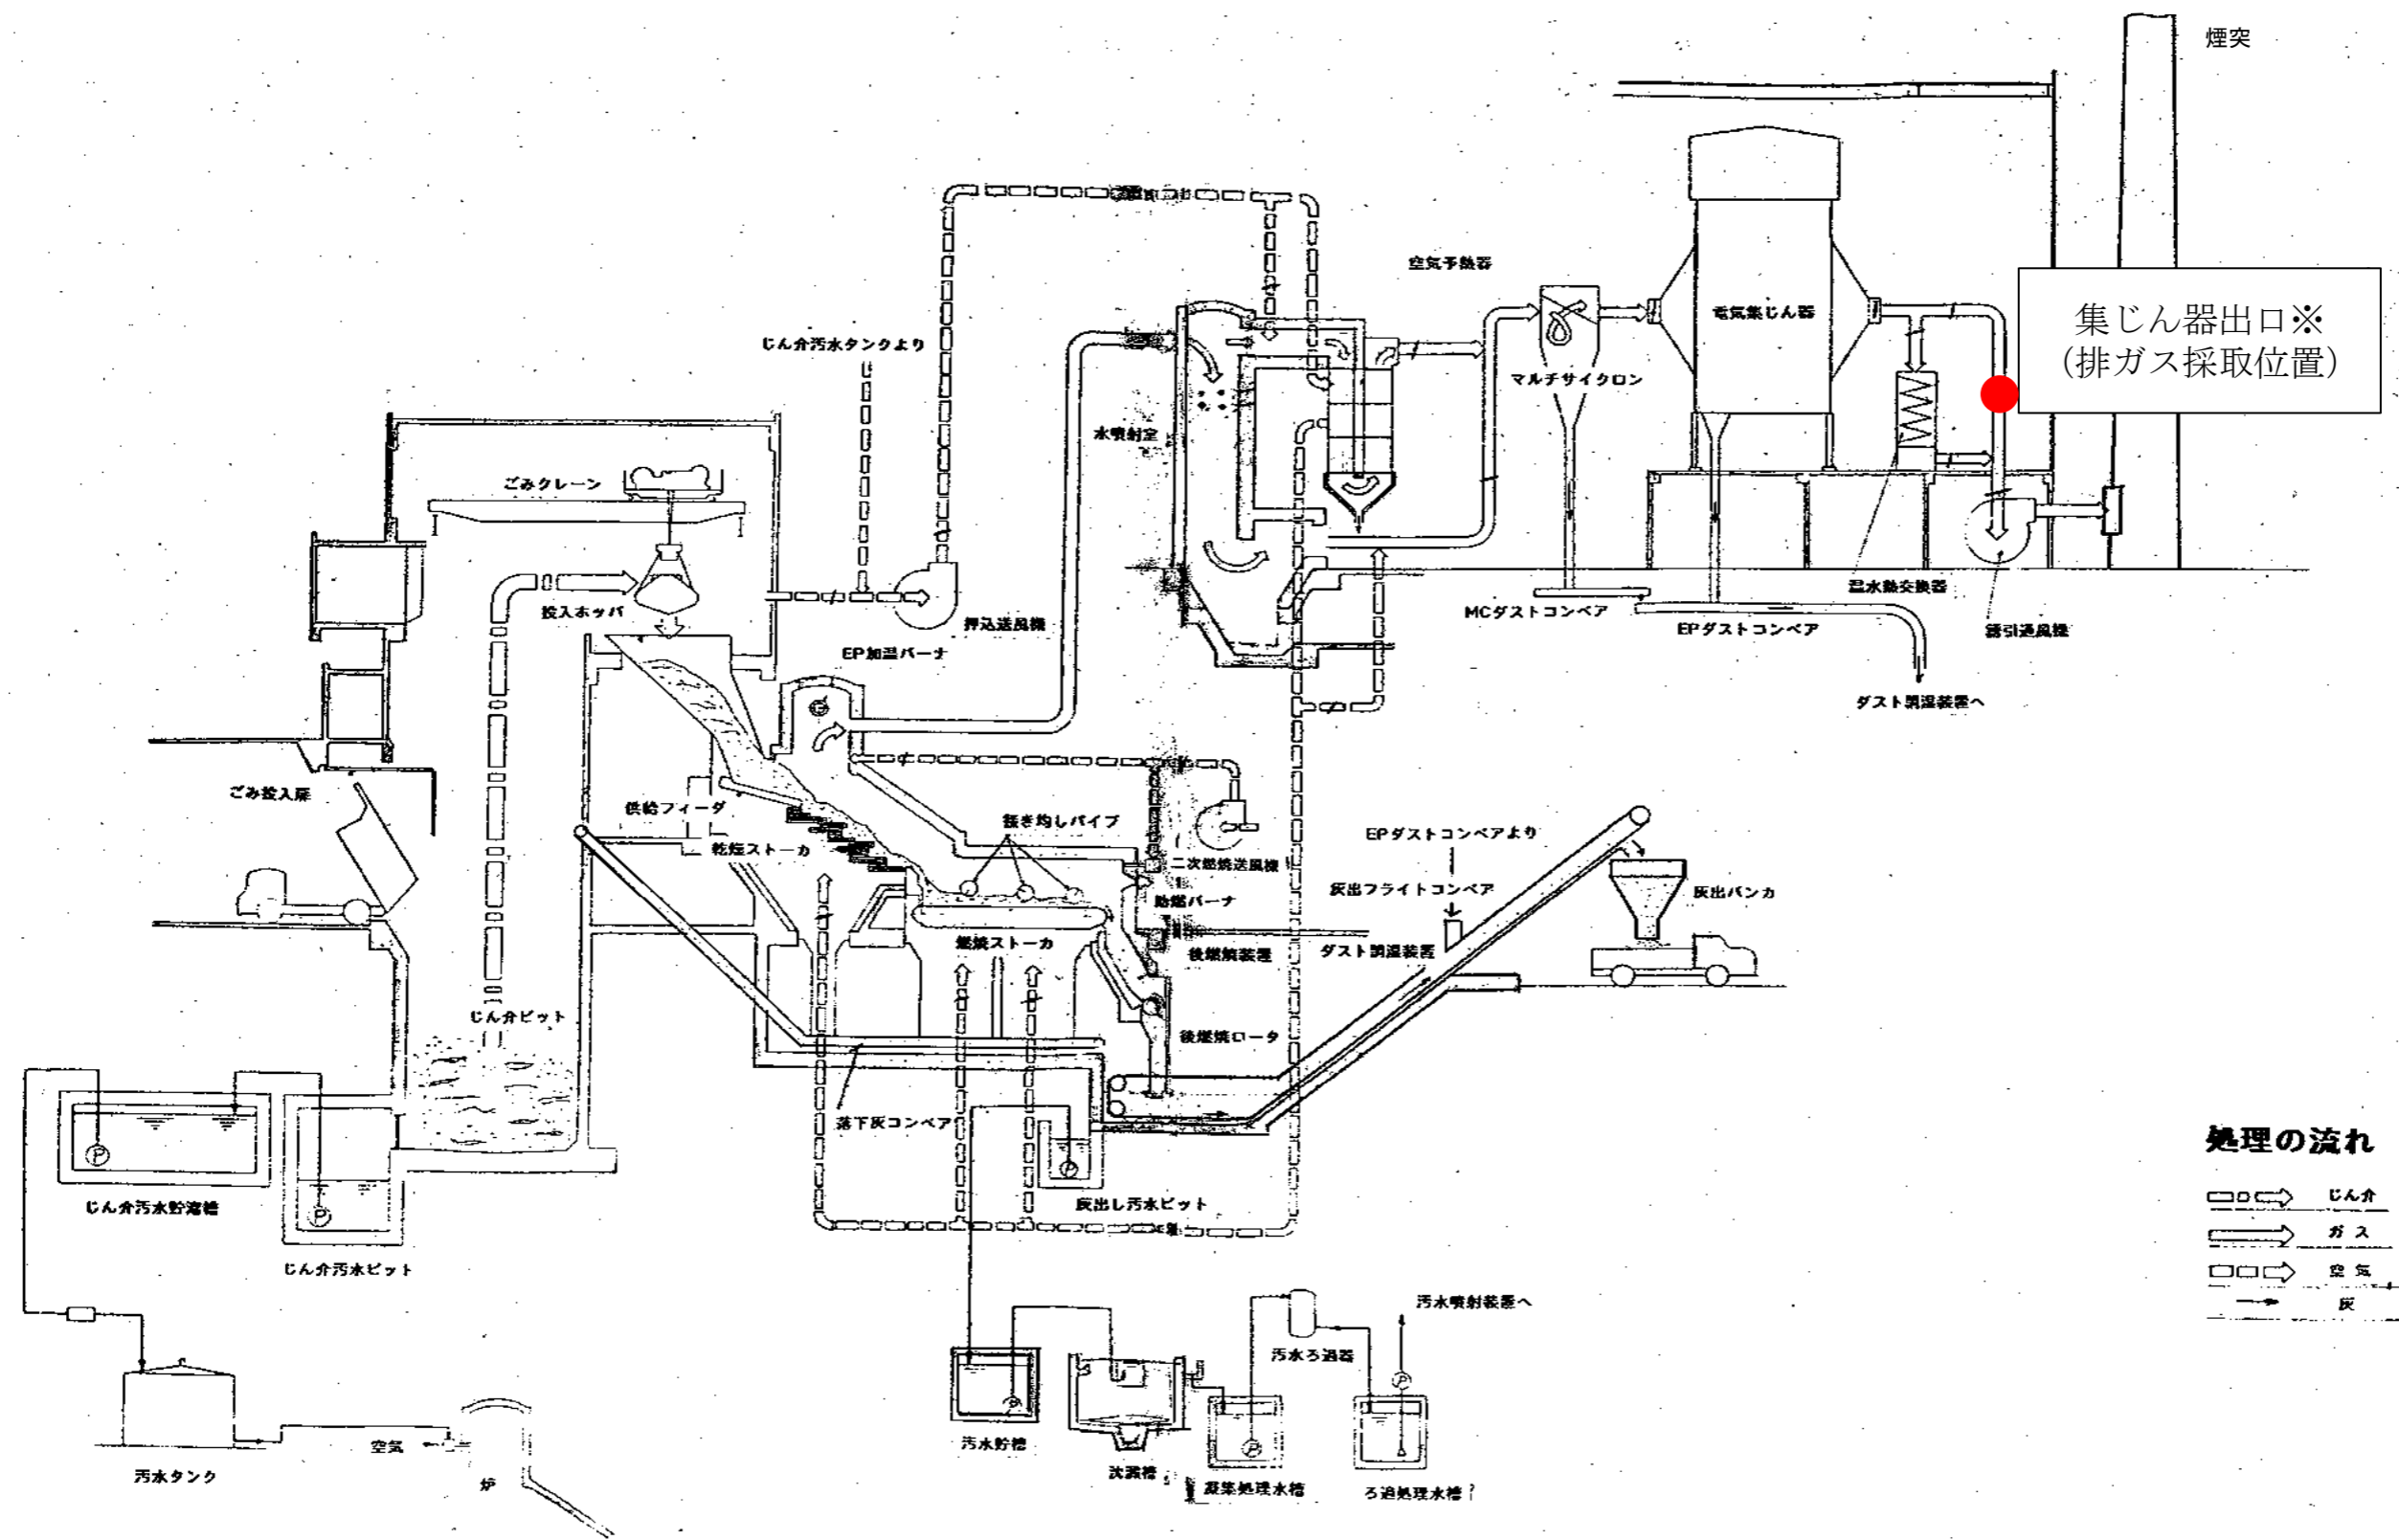 煙突
空気予熱器
電気集じん器
集じん器出口※
(排ガス採取位置)
じん介汚水タンクより
マルチサイクロン
水噴射室
ごみクレーン
投入ホッパ
押込送風機
MCダストコンベア
EPダストコンベア
温水熱交換器
誘引通風機
EP加温バーナ
ダスト調湿装置へ
ごみ投入扉
供給フィーダ
掻き均しパイプ
乾燥ストーカ
二次燃焼送風機
EPダストコンベアより
灰出フライトコンベア
灰出バンカ
助燃バーナ
燃焼ストーカ
後燃焼装置
ダスト調湿装置
じん介ピット
後燃焼ロータ
落下灰コンベア
P
P
P
じん介汚水貯溜槽
灰出し汚水ピット
じん介汚水ピット
処理の流れ
じん介
ガス
空気
灰
汚水噴射装置へ
汚水ろ過器
P
P
P
空気
汚水タンク
炉
汚水貯槽
沈澱槽
凝集処理水槽
ろ過処理水槽